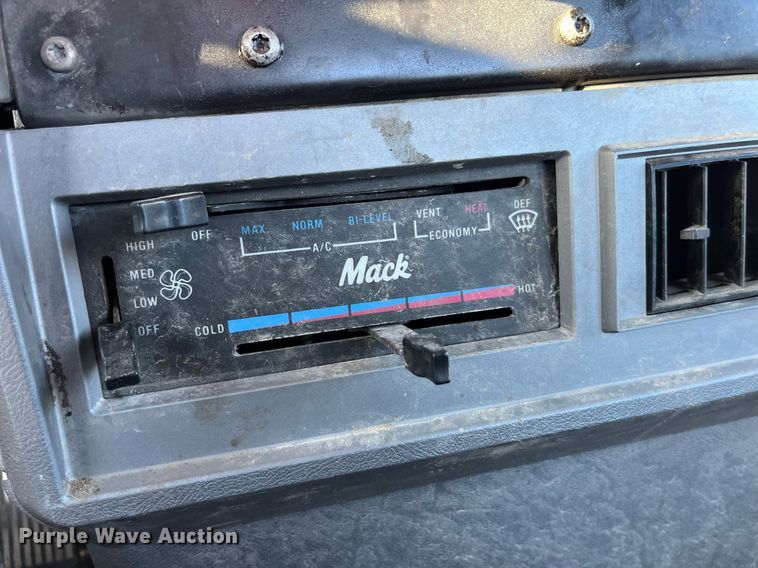 OFF MAX NORM BI-LEVEL VENT HEAT DEF
A/C ECONOMY
HIGH
MED
LOW
OFF
Mack
COLD HOT
Purple Wave Auction